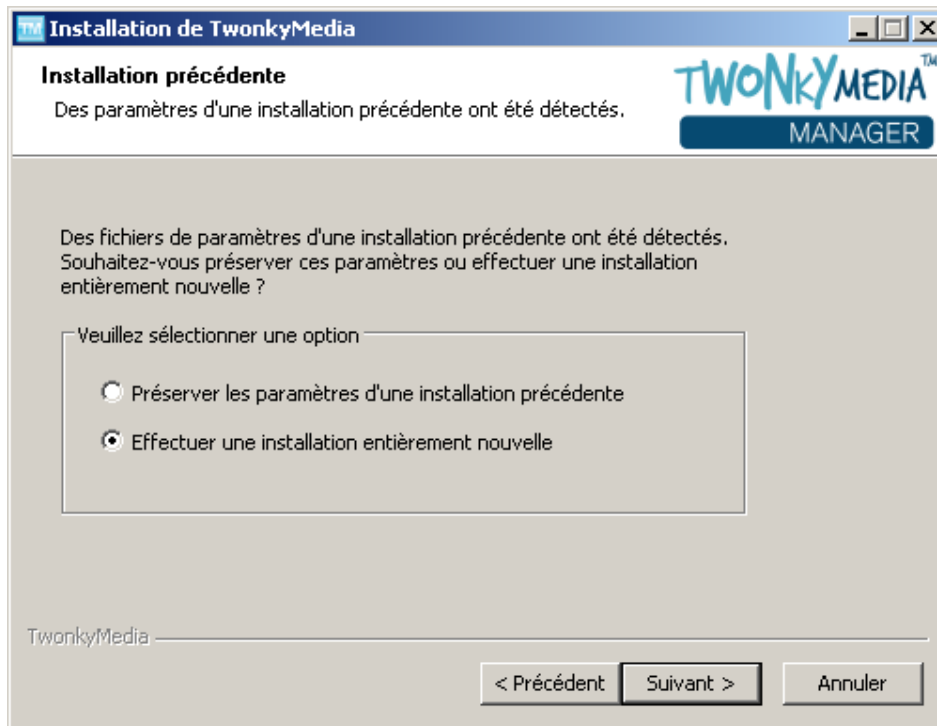 TM Installation de TwonkyMedia
Installation précédente
Des paramètres d'une installation précédente ont été détectés.
TWONKYMEDIA™
MANAGER
Des fichiers de paramètres d'une installation précédente ont été détectés.
Souhaitez-vous préserver ces paramètres ou effectuer une installation
entièrement nouvelle ?
Veuillez sélectionner une option
Préserver les paramètres d'une installation précédente
Effectuer une installation entièrement nouvelle
TwonkyMedia
< Précédent
Suivant >
Annuler